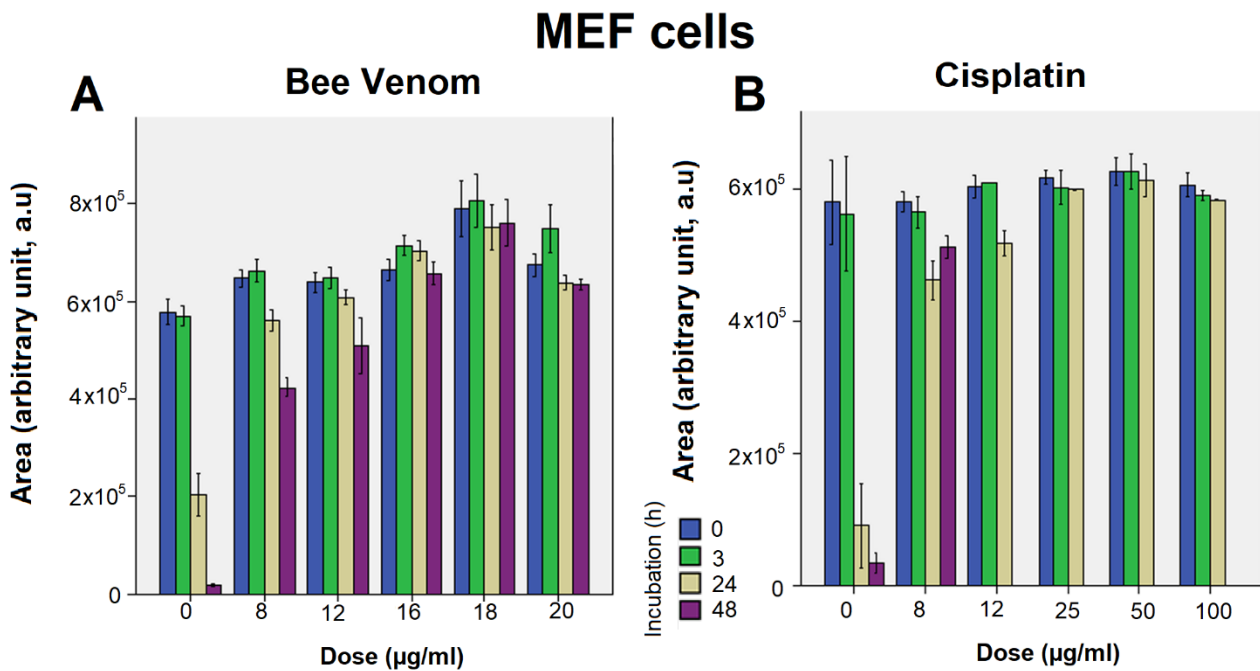 MEF cells
A
Bee Venom
Area (arbitrary unit, a.u)
8x10⁵
6x10⁵
4x10⁵
2x10⁵
0
0 8 12 16 18 20
Dose (µg/ml)
B
Cisplatin
Area (arbitrary unit, a.u)
6x10⁵
4x10⁵
2x10⁵
0
0 8 12 25 50 100
Dose (µg/ml)
Incubation (h)
0
3
24
48